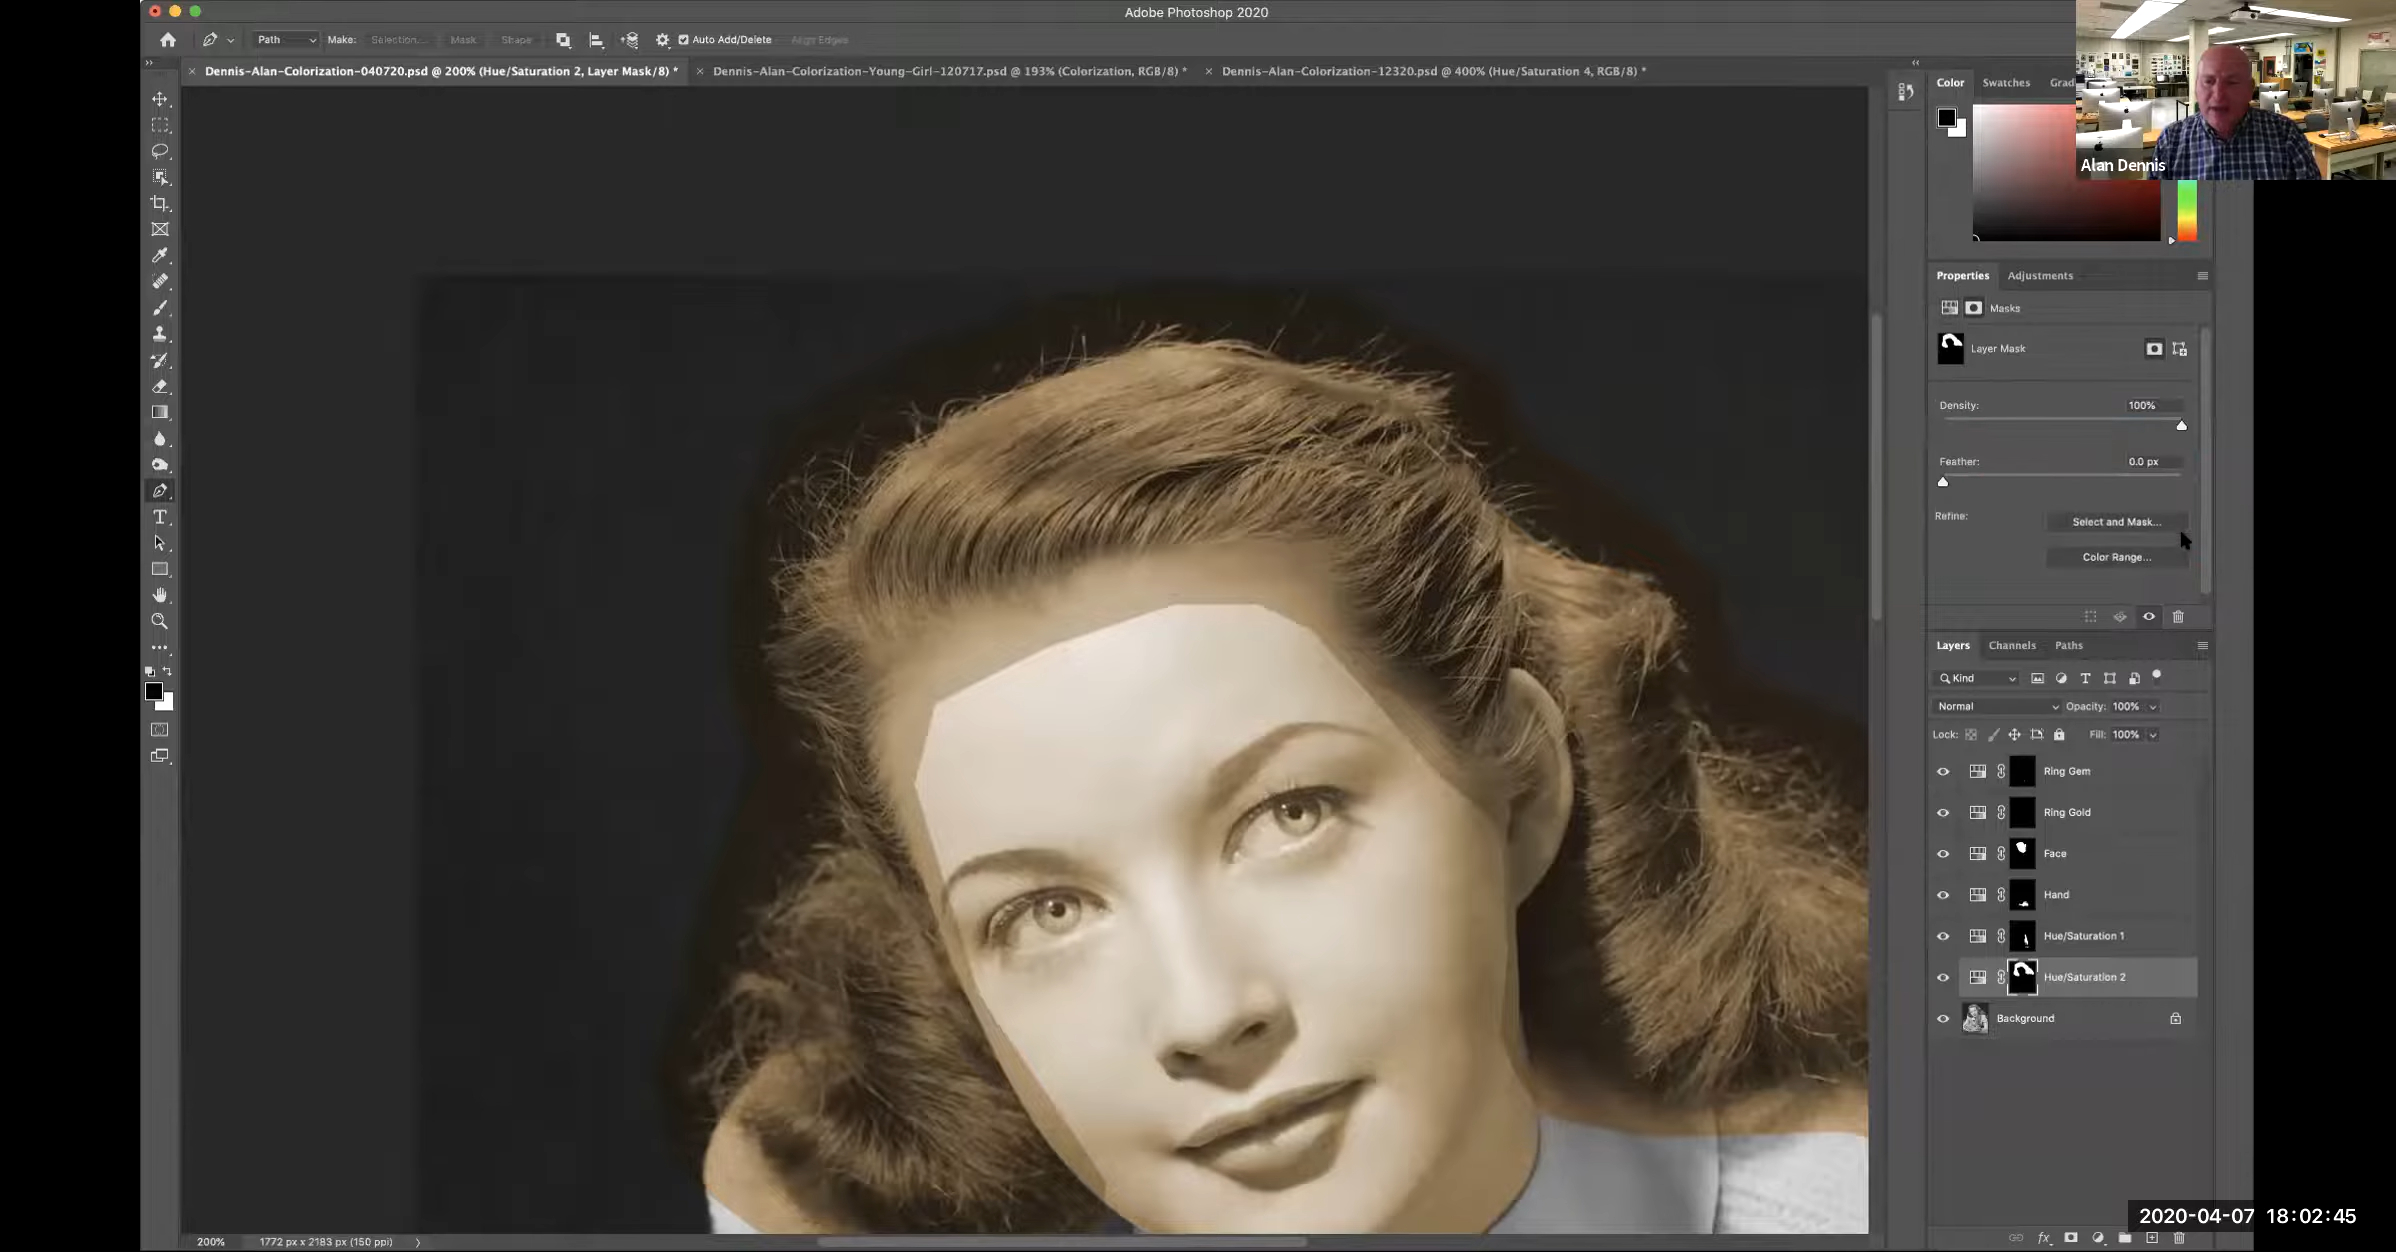 Adobe Photoshop 2020
Path Make: Selection... Mask Shape Auto Add/Delete Align Edges
Dennis-Alan-Colorization-040720.psd @ 200% (Hue/Saturation 2, Layer Mask/8) *
Dennis-Alan-Colorization-Young-Girl-120717.psd @ 193% (Colorization, RGB/8) *
Dennis-Alan-Colorization-12320.psd @ 400% (Hue/Saturation 4, RGB/8) *
Color Swatches Grad
Alan Dennis
Properties Adjustments
Masks
Layer Mask
Density: 100%
Feather: 0.0 px
Refine: Select and Mask...
Color Range...
Layers Channels Paths
Kind
Normal Opacity: 100%
Lock: Fill: 100%
Ring Gem
Ring Gold
Face
Hand
Hue/Saturation 1
Hue/Saturation 2
Background
fx
2020-04-07 18:02:45
200% 1772 px x 2183 px (150 ppi)